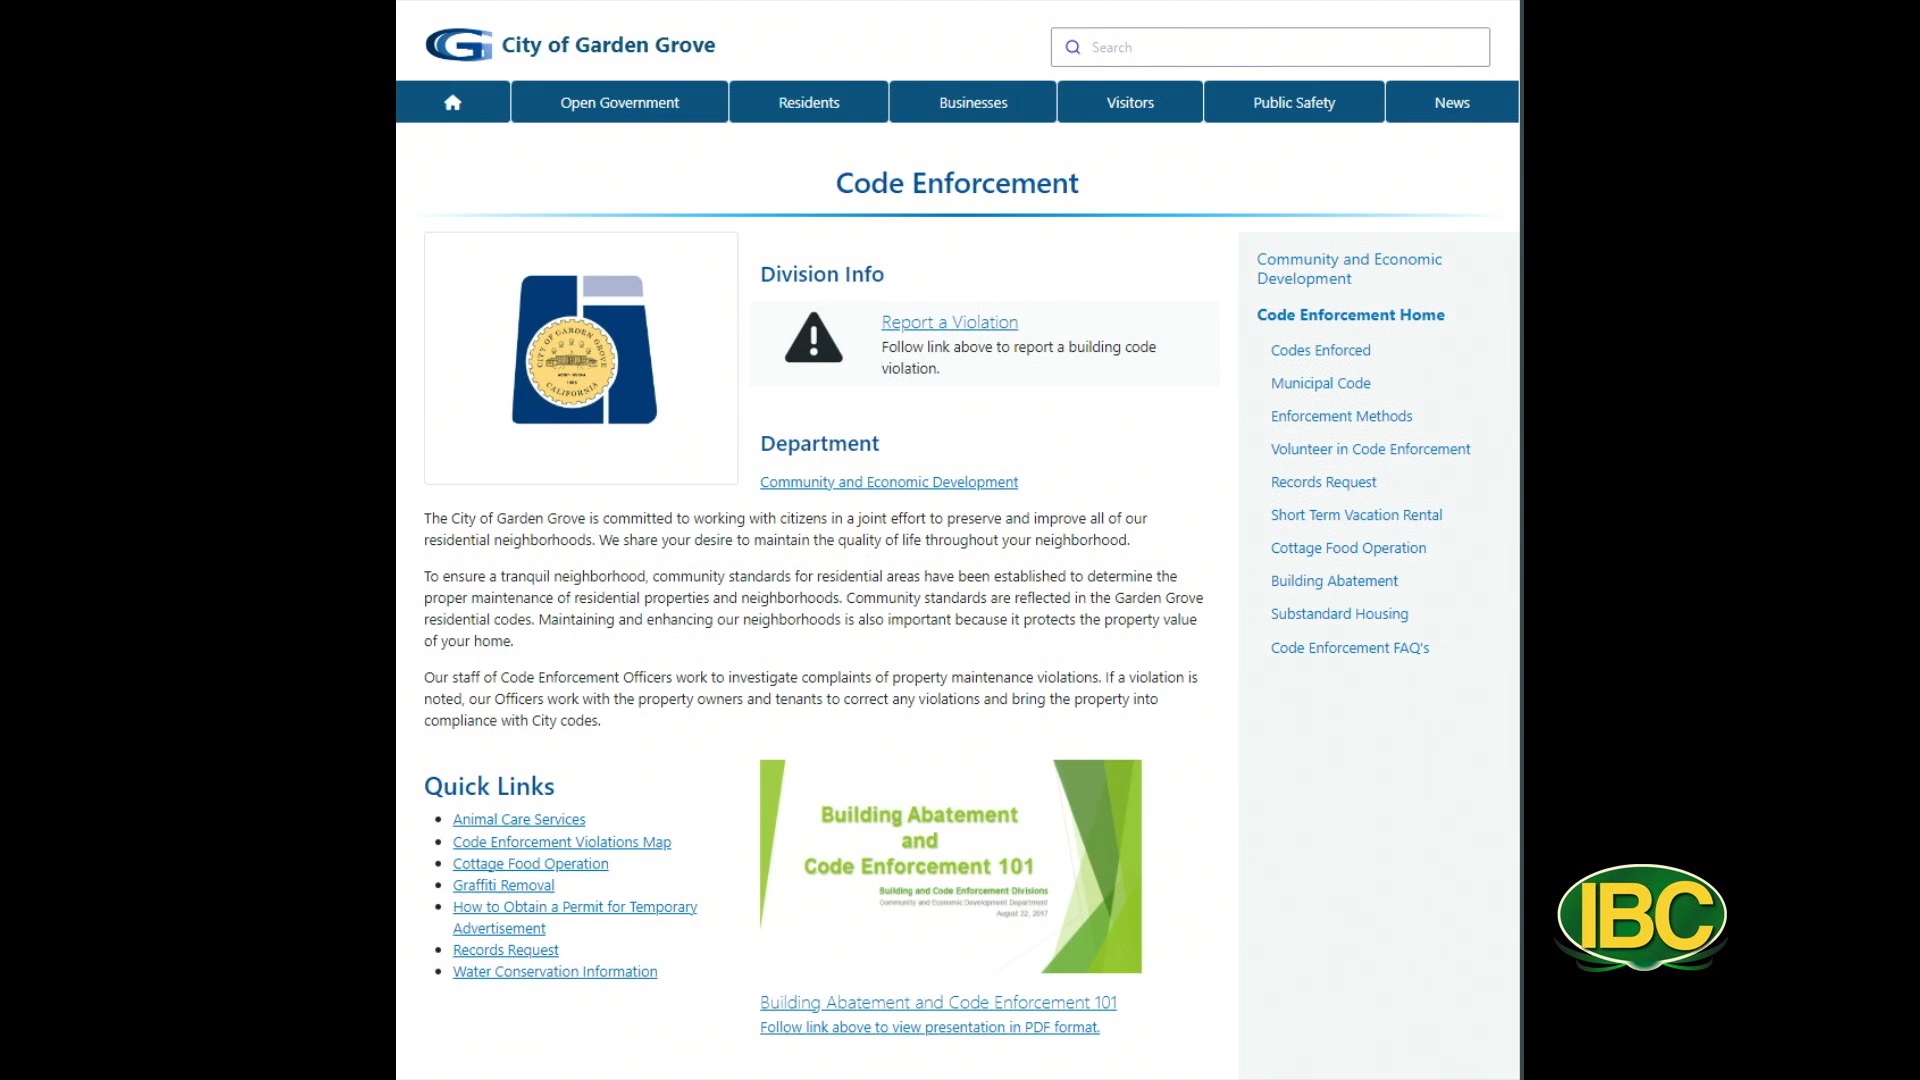 City of Garden Grove
Search
Open Government
Residents
Businesses
Visitors
Public Safety
News
Code Enforcement
CITY OF GARDEN GROVE
CALIFORNIA
Division Info
Report a Violation
Follow link above to report a building code
violation.
Department
Community and Economic Development
The City of Garden Grove is committed to working with citizens in a joint effort to preserve and improve all of our
residential neighborhoods. We share your desire to maintain the quality of life throughout your neighborhood.
To ensure a tranquil neighborhood, community standards for residential areas have been established to determine the
proper maintenance of residential properties and neighborhoods. Community standards are reflected in the Garden Grove
residential codes. Maintaining and enhancing our neighborhoods is also important because it protects the property value
of your home.
Our staff of Code Enforcement Officers work to investigate complaints of property maintenance violations. If a violation is
noted, our Officers work with the property owners and tenants to correct any violations and bring the property into
compliance with City codes.
Quick Links
Animal Care Services
Code Enforcement Violations Map
Cottage Food Operation
Graffiti Removal
How to Obtain a Permit for Temporary
Advertisement
Records Request
Water Conservation Information
Building Abatement
and
Code Enforcement 101
Building and Code Enforcement Divisions
Community and Economic Development Department
August 22, 2017
Building Abatement and Code Enforcement 101
Follow link above to view presentation in PDF format.
Community and Economic
Development
Code Enforcement Home
Codes Enforced
Municipal Code
Enforcement Methods
Volunteer in Code Enforcement
Records Request
Short Term Vacation Rental
Cottage Food Operation
Building Abatement
Substandard Housing
Code Enforcement FAQ's
IBC